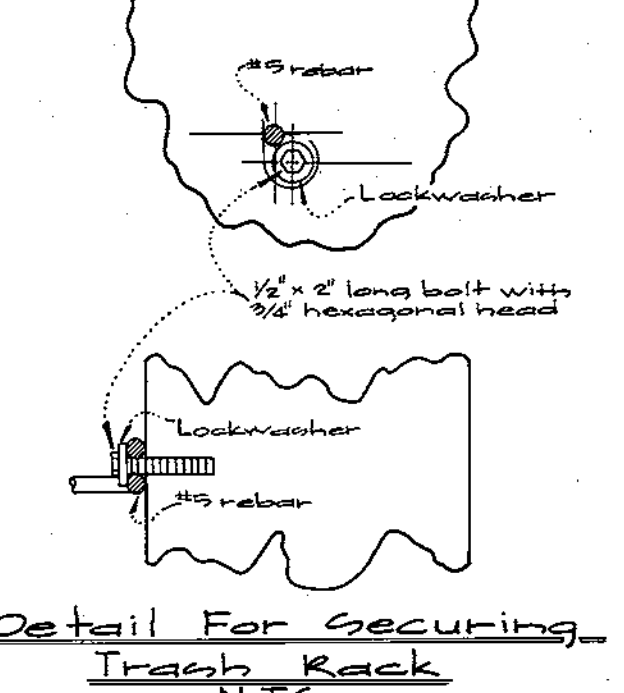 #5 rebar
Lockwasher
1/2" x 2" long bolt with
3/4" hexagonal head
Lockwasher
#5 rebar
Detail For Securing
Trash Rack